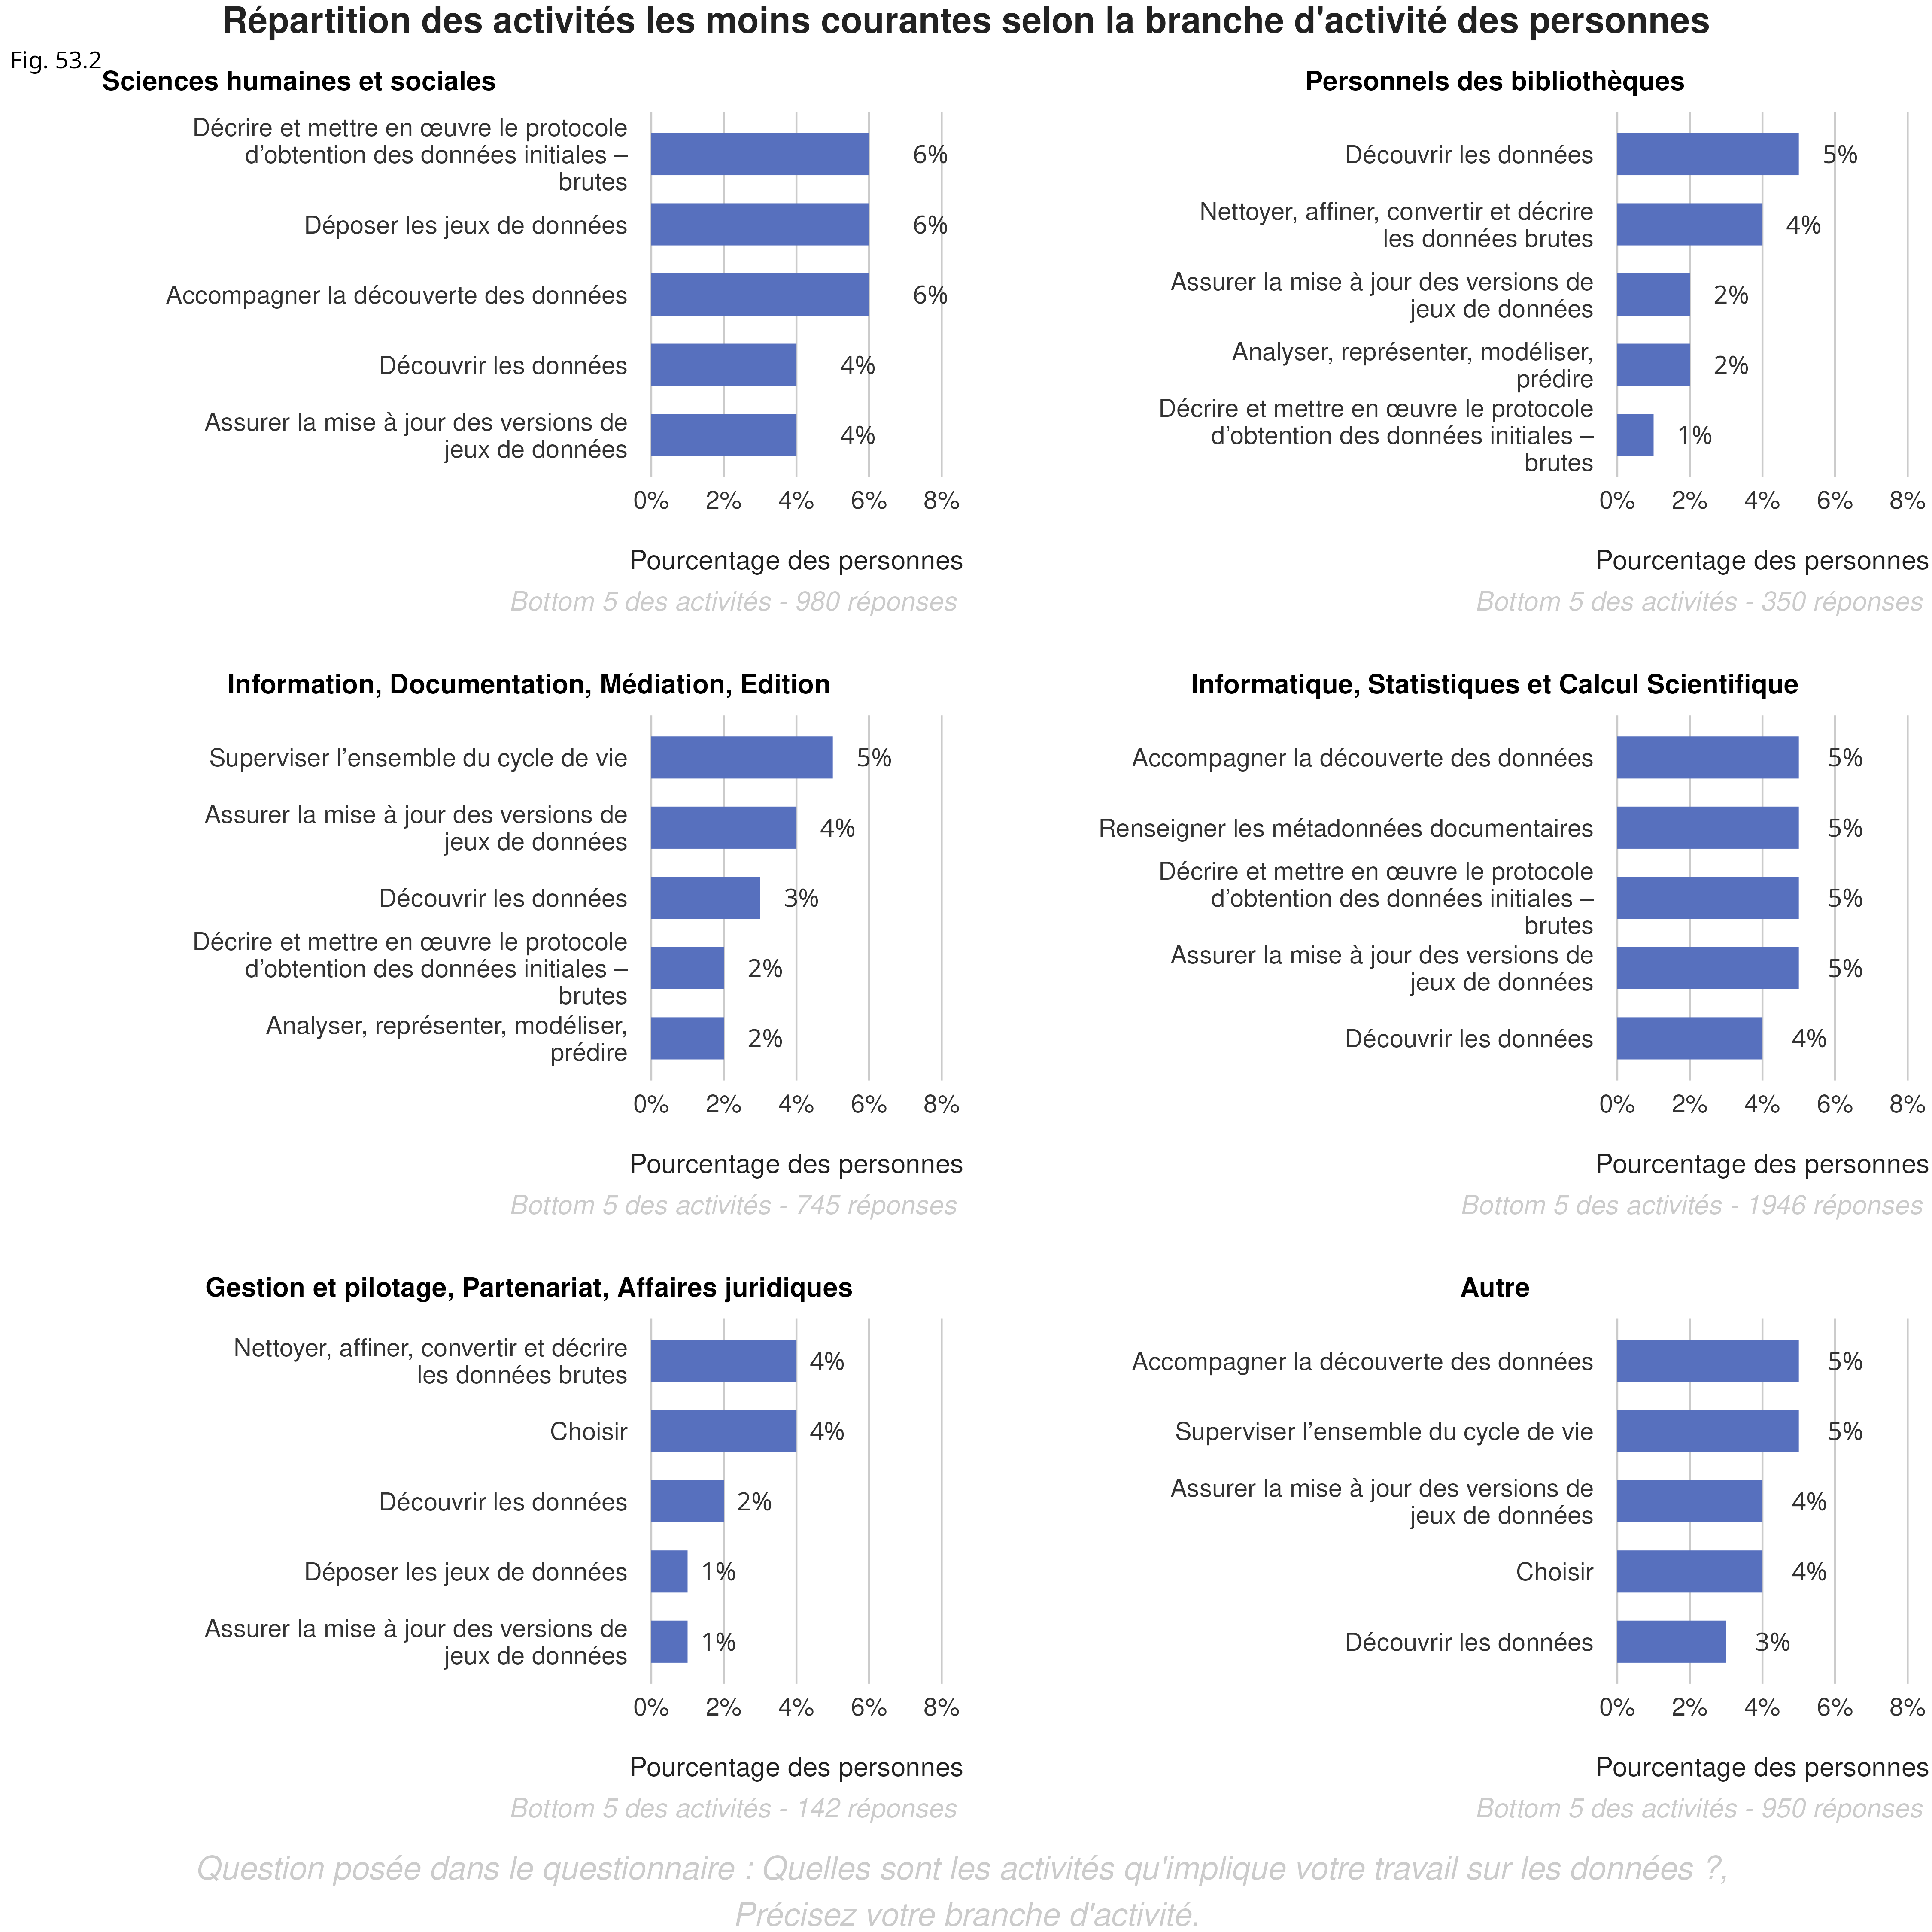 Répartition des activités les moins courantes selon la branche d'activité des personnes
Fig. 53.2
Sciences humaines et sociales
Décrire et mettre en œuvre le protocole
d’obtention des données initiales –
brutes
6%
Déposer les jeux de données
6%
Accompagner la découverte des données
6%
Découvrir les données
4%
Assurer la mise à jour des versions de
jeux de données
4%
0% 2% 4% 6% 8%
Pourcentage des personnes
Bottom 5 des activités - 980 réponses
Personnels des bibliothèques
Découvrir les données
5%
Nettoyer, affiner, convertir et décrire
les données brutes
4%
Assurer la mise à jour des versions de
jeux de données
2%
Analyser, représenter, modéliser,
prédire
2%
Décrire et mettre en œuvre le protocole
d’obtention des données initiales –
brutes
1%
0% 2% 4% 6% 8%
Pourcentage des personnes
Bottom 5 des activités - 350 réponses
Information, Documentation, Médiation, Edition
Superviser l’ensemble du cycle de vie
5%
Assurer la mise à jour des versions de
jeux de données
4%
Découvrir les données
3%
Décrire et mettre en œuvre le protocole
d’obtention des données initiales –
brutes
2%
Analyser, représenter, modéliser,
prédire
2%
0% 2% 4% 6% 8%
Pourcentage des personnes
Bottom 5 des activités - 745 réponses
Informatique, Statistiques et Calcul Scientifique
Accompagner la découverte des données
5%
Renseigner les métadonnées documentaires
5%
Décrire et mettre en œuvre le protocole
d’obtention des données initiales –
brutes
5%
Assurer la mise à jour des versions de
jeux de données
5%
Découvrir les données
4%
0% 2% 4% 6% 8%
Pourcentage des personnes
Bottom 5 des activités - 1946 réponses
Gestion et pilotage, Partenariat, Affaires juridiques
Nettoyer, affiner, convertir et décrire
les données brutes
4%
Choisir
4%
Découvrir les données
2%
Déposer les jeux de données
1%
Assurer la mise à jour des versions de
jeux de données
1%
0% 2% 4% 6% 8%
Pourcentage des personnes
Bottom 5 des activités - 142 réponses
Autre
Accompagner la découverte des données
5%
Superviser l’ensemble du cycle de vie
5%
Assurer la mise à jour des versions de
jeux de données
4%
Choisir
4%
Découvrir les données
3%
0% 2% 4% 6% 8%
Pourcentage des personnes
Bottom 5 des activités - 950 réponses
Question posée dans le questionnaire : Quelles sont les activités qu'implique votre travail sur les données ?,
Précisez votre branche d'activité.